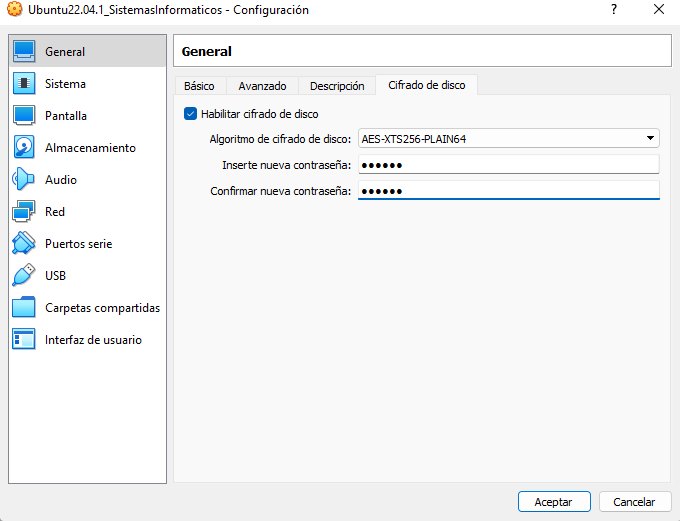 Ubuntu22.04.1_SistemasInformaticos - Configuración
?
General
Sistema
Pantalla
Almacenamiento
Audio
Red
Puertos serie
USB
Carpetas compartidas
Interfaz de usuario
General
Básico Avanzado Descripción Cifrado de disco
Habilitar cifrado de disco
Algoritmo de cifrado de disco: AES-XTS256-PLAIN64
Inserte nueva contraseña: ●●●●●●
Confirmar nueva contraseña: ●●●●●●
Aceptar Cancelar